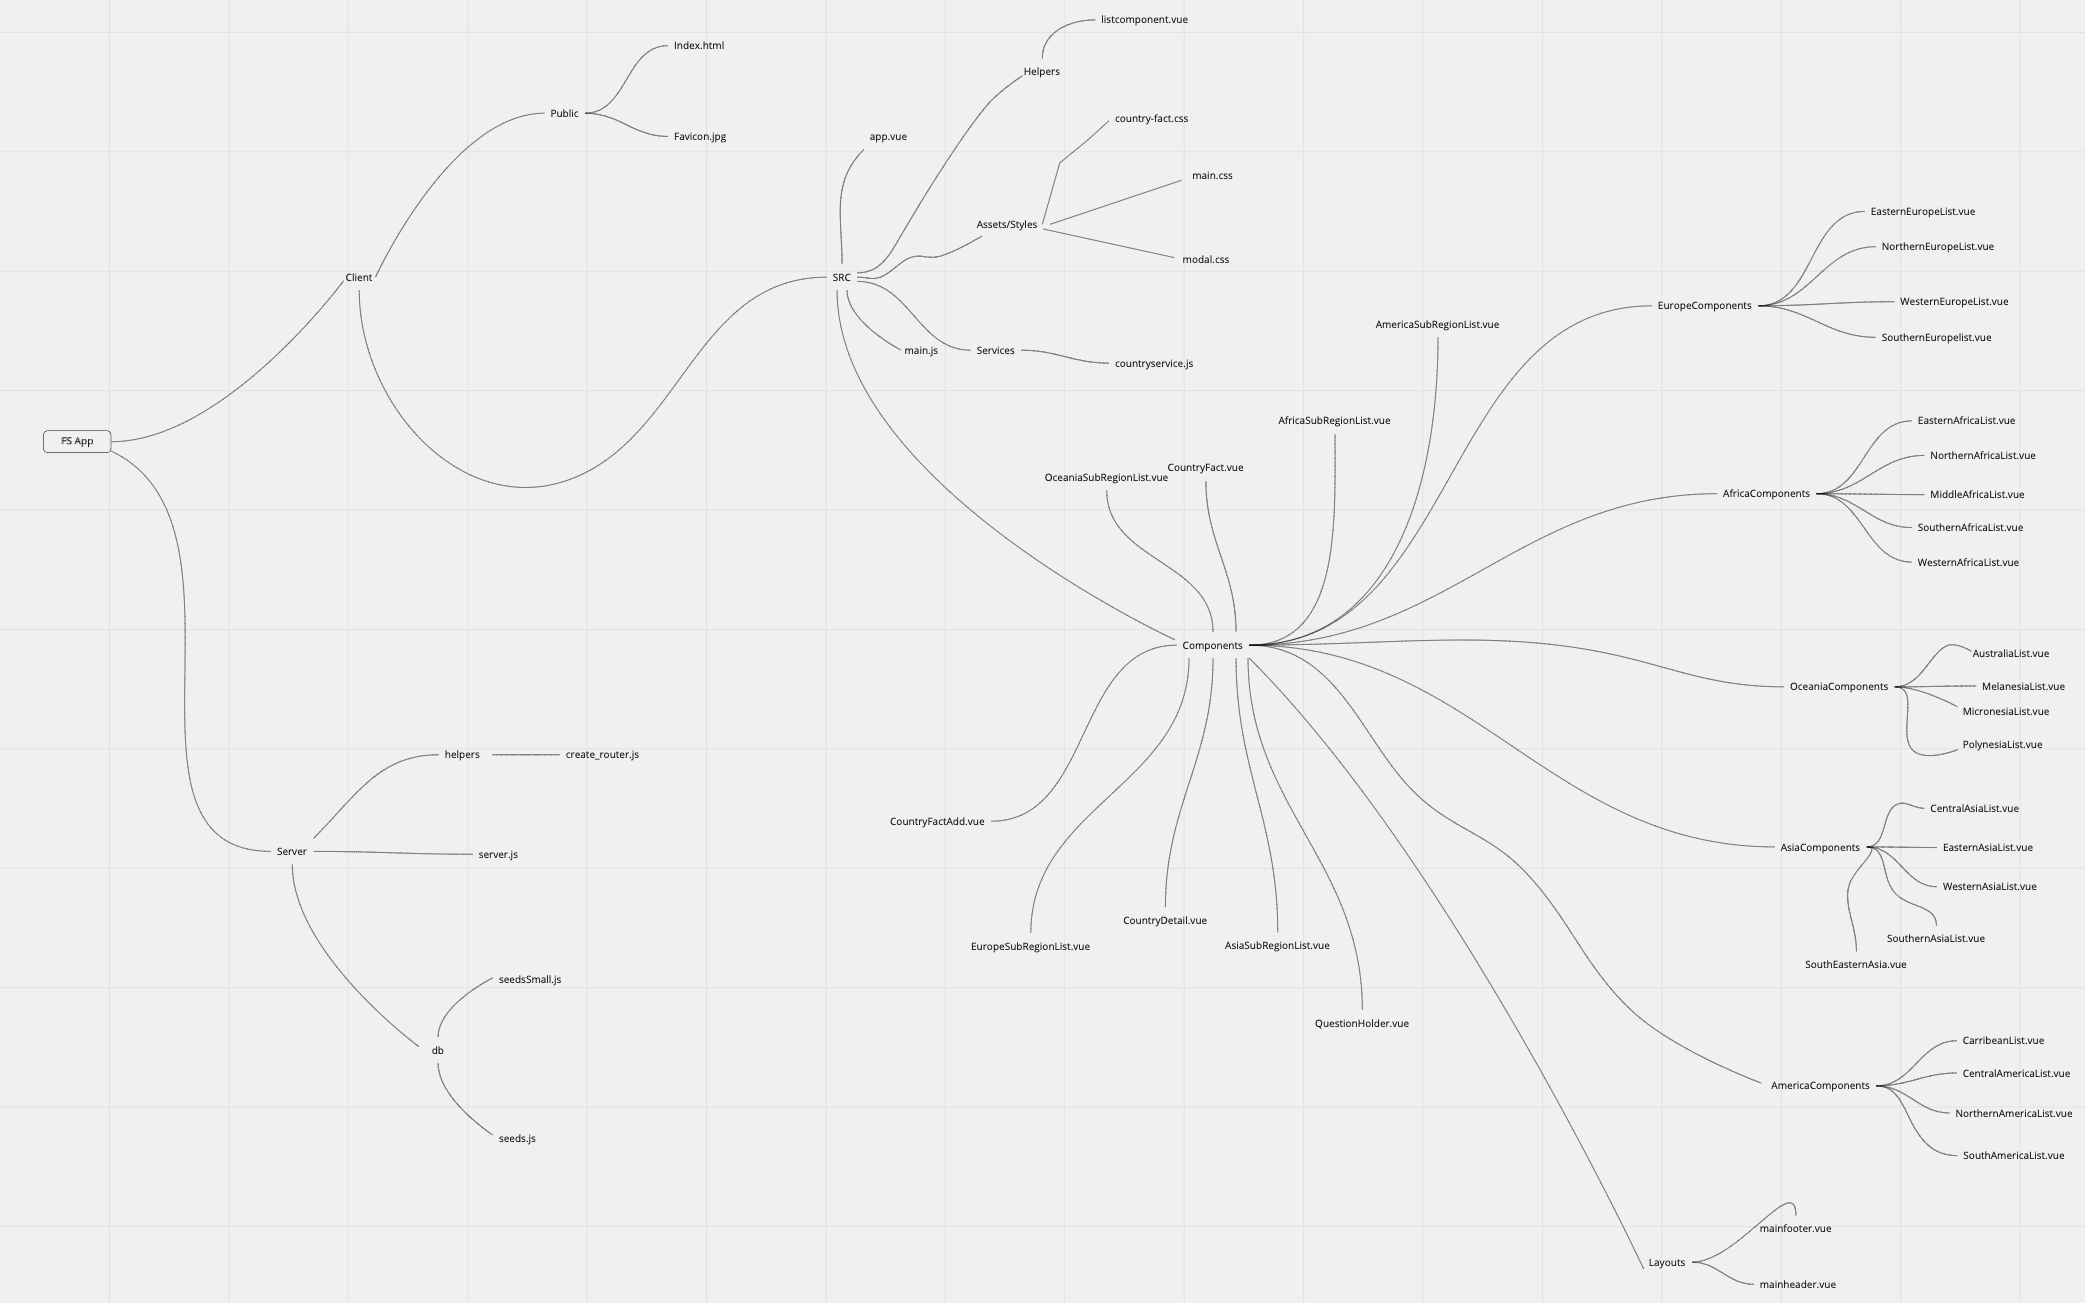 listcomponent.vue
Index.html
Helpers
Public
country-fact.css
Favicon.jpg
app.vue
main.css
EasternEuropeList.vue
Assets/Styles
NorthernEuropeList.vue
modal.css
Client
SRC
WesternEuropeList.vue
EuropeComponents
AmericaSubRegionList.vue
SouthernEuropelist.vue
main.js
Services
countryservice.js
AfricaSubRegionList.vue
EasternAfricaList.vue
FS App
NorthernAfricaList.vue
CountryFact.vue
OceaniaSubRegionList.vue
AfricaComponents
MiddleAfricaList.vue
SouthernAfricaList.vue
WesternAfricaList.vue
Components
AustraliaList.vue
OceaniaComponents
MelanesiaList.vue
MicronesiaList.vue
PolynesiaList.vue
helpers
create_router.js
CentralAsiaList.vue
CountryFactAdd.vue
AsiaComponents
EasternAsiaList.vue
Server
server.js
WesternAsiaList.vue
CountryDetail.vue
SouthernAsiaList.vue
EuropeSubRegionList.vue
AsiaSubRegionList.vue
SouthEasternAsia.vue
seedsSmall.js
QuestionHolder.vue
CarribeanList.vue
db
CentralAmericaList.vue
AmericaComponents
NorthernAmericaList.vue
seeds.js
SouthAmericaList.vue
mainfooter.vue
Layouts
mainheader.vue